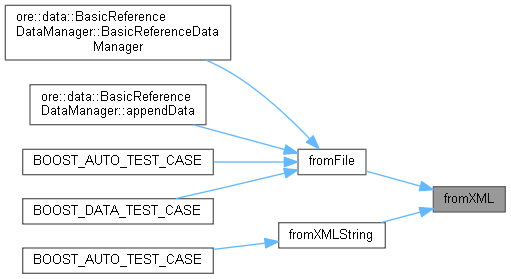 ore::data::BasicReference
DataManager::BasicReferenceData
Manager
ore::data::BasicReference
DataManager::appendData
BOOST_AUTO_TEST_CASE
fromFile
BOOST_DATA_TEST_CASE
fromXML
fromXMLString
BOOST_AUTO_TEST_CASE